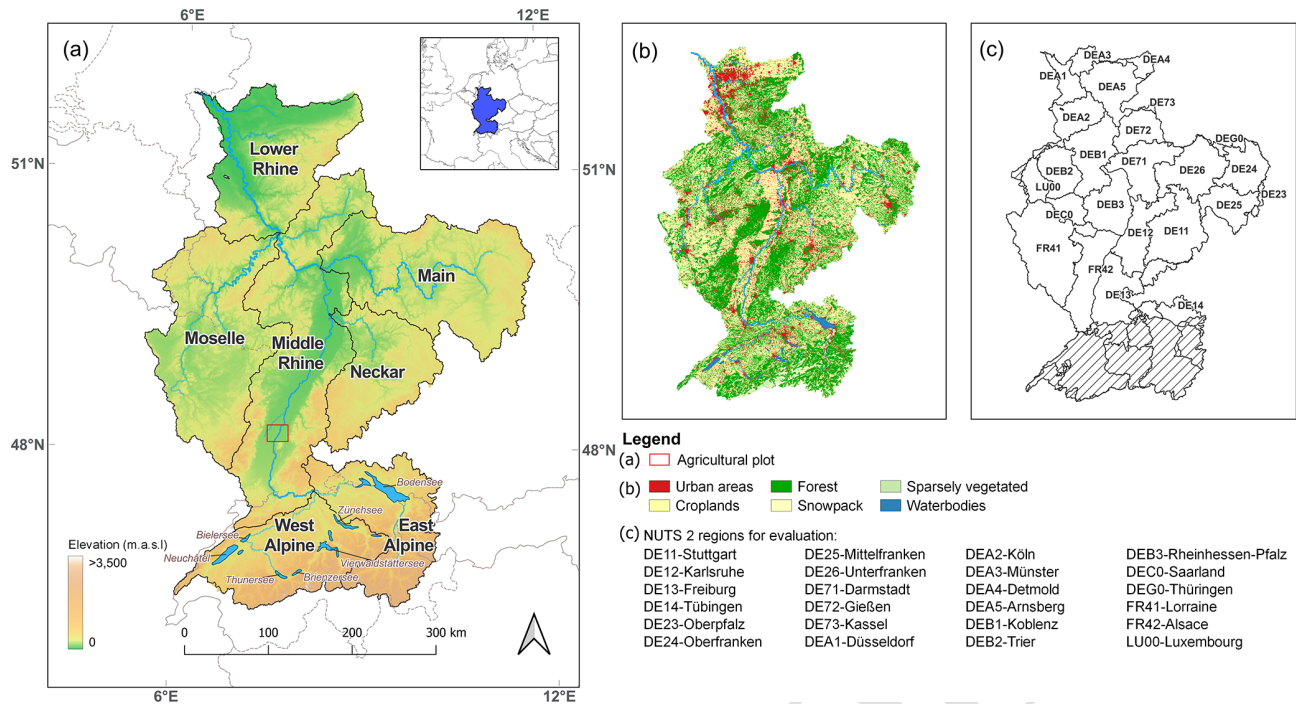 6°E
12°E
(a)
51°N
51°N
48°N
48°N
Lower
Rhine
Main
Moselle
Middle
Rhine
Neckar
Bodensee
Zürichsee
Bielersee
West
Alpine
East
Alpine
Neuchâtel
Vierwaldstättersee
Thunersee
Brienzersee
Elevation (m.a.s.l)
>3,500
0
0
100
200
300 km
6°E
12°E
(b)
(c)
DEA3
DEA4
DEA1
DEA5
DE73
DEA2
DE72
DEG0
DEB1
DE71
DEB2
DE26
DE24
LU00
DE23
DEB3
DE25
DEC0
DE12
DE11
FR41
FR42
DE13
DE14
Legend
(a) Agricultural plot
(b) Urban areas Forest Sparsely vegetated
Croplands Snowpack Waterbodies
(c) NUTS 2 regions for evaluation:
DE11-Stuttgart DE25-Mittelfranken DEA2-Köln DEB3-Rheinhessen-Pfalz
DE12-Karlsruhe DE26-Unterfranken DEA3-Münster DEC0-Saarland
DE13-Freiburg DE71-Darmstadt DEA4-Detmold DEG0-Thüringen
DE14-Tübingen DE72-Gießen DEA5-Arnsberg FR41-Lorraine
DE23-Oberpfalz DE73-Kassel DEB1-Koblenz FR42-Alsace
DE24-Oberfranken DEA1-Düsseldorf DEB2-Trier LU00-Luxembourg